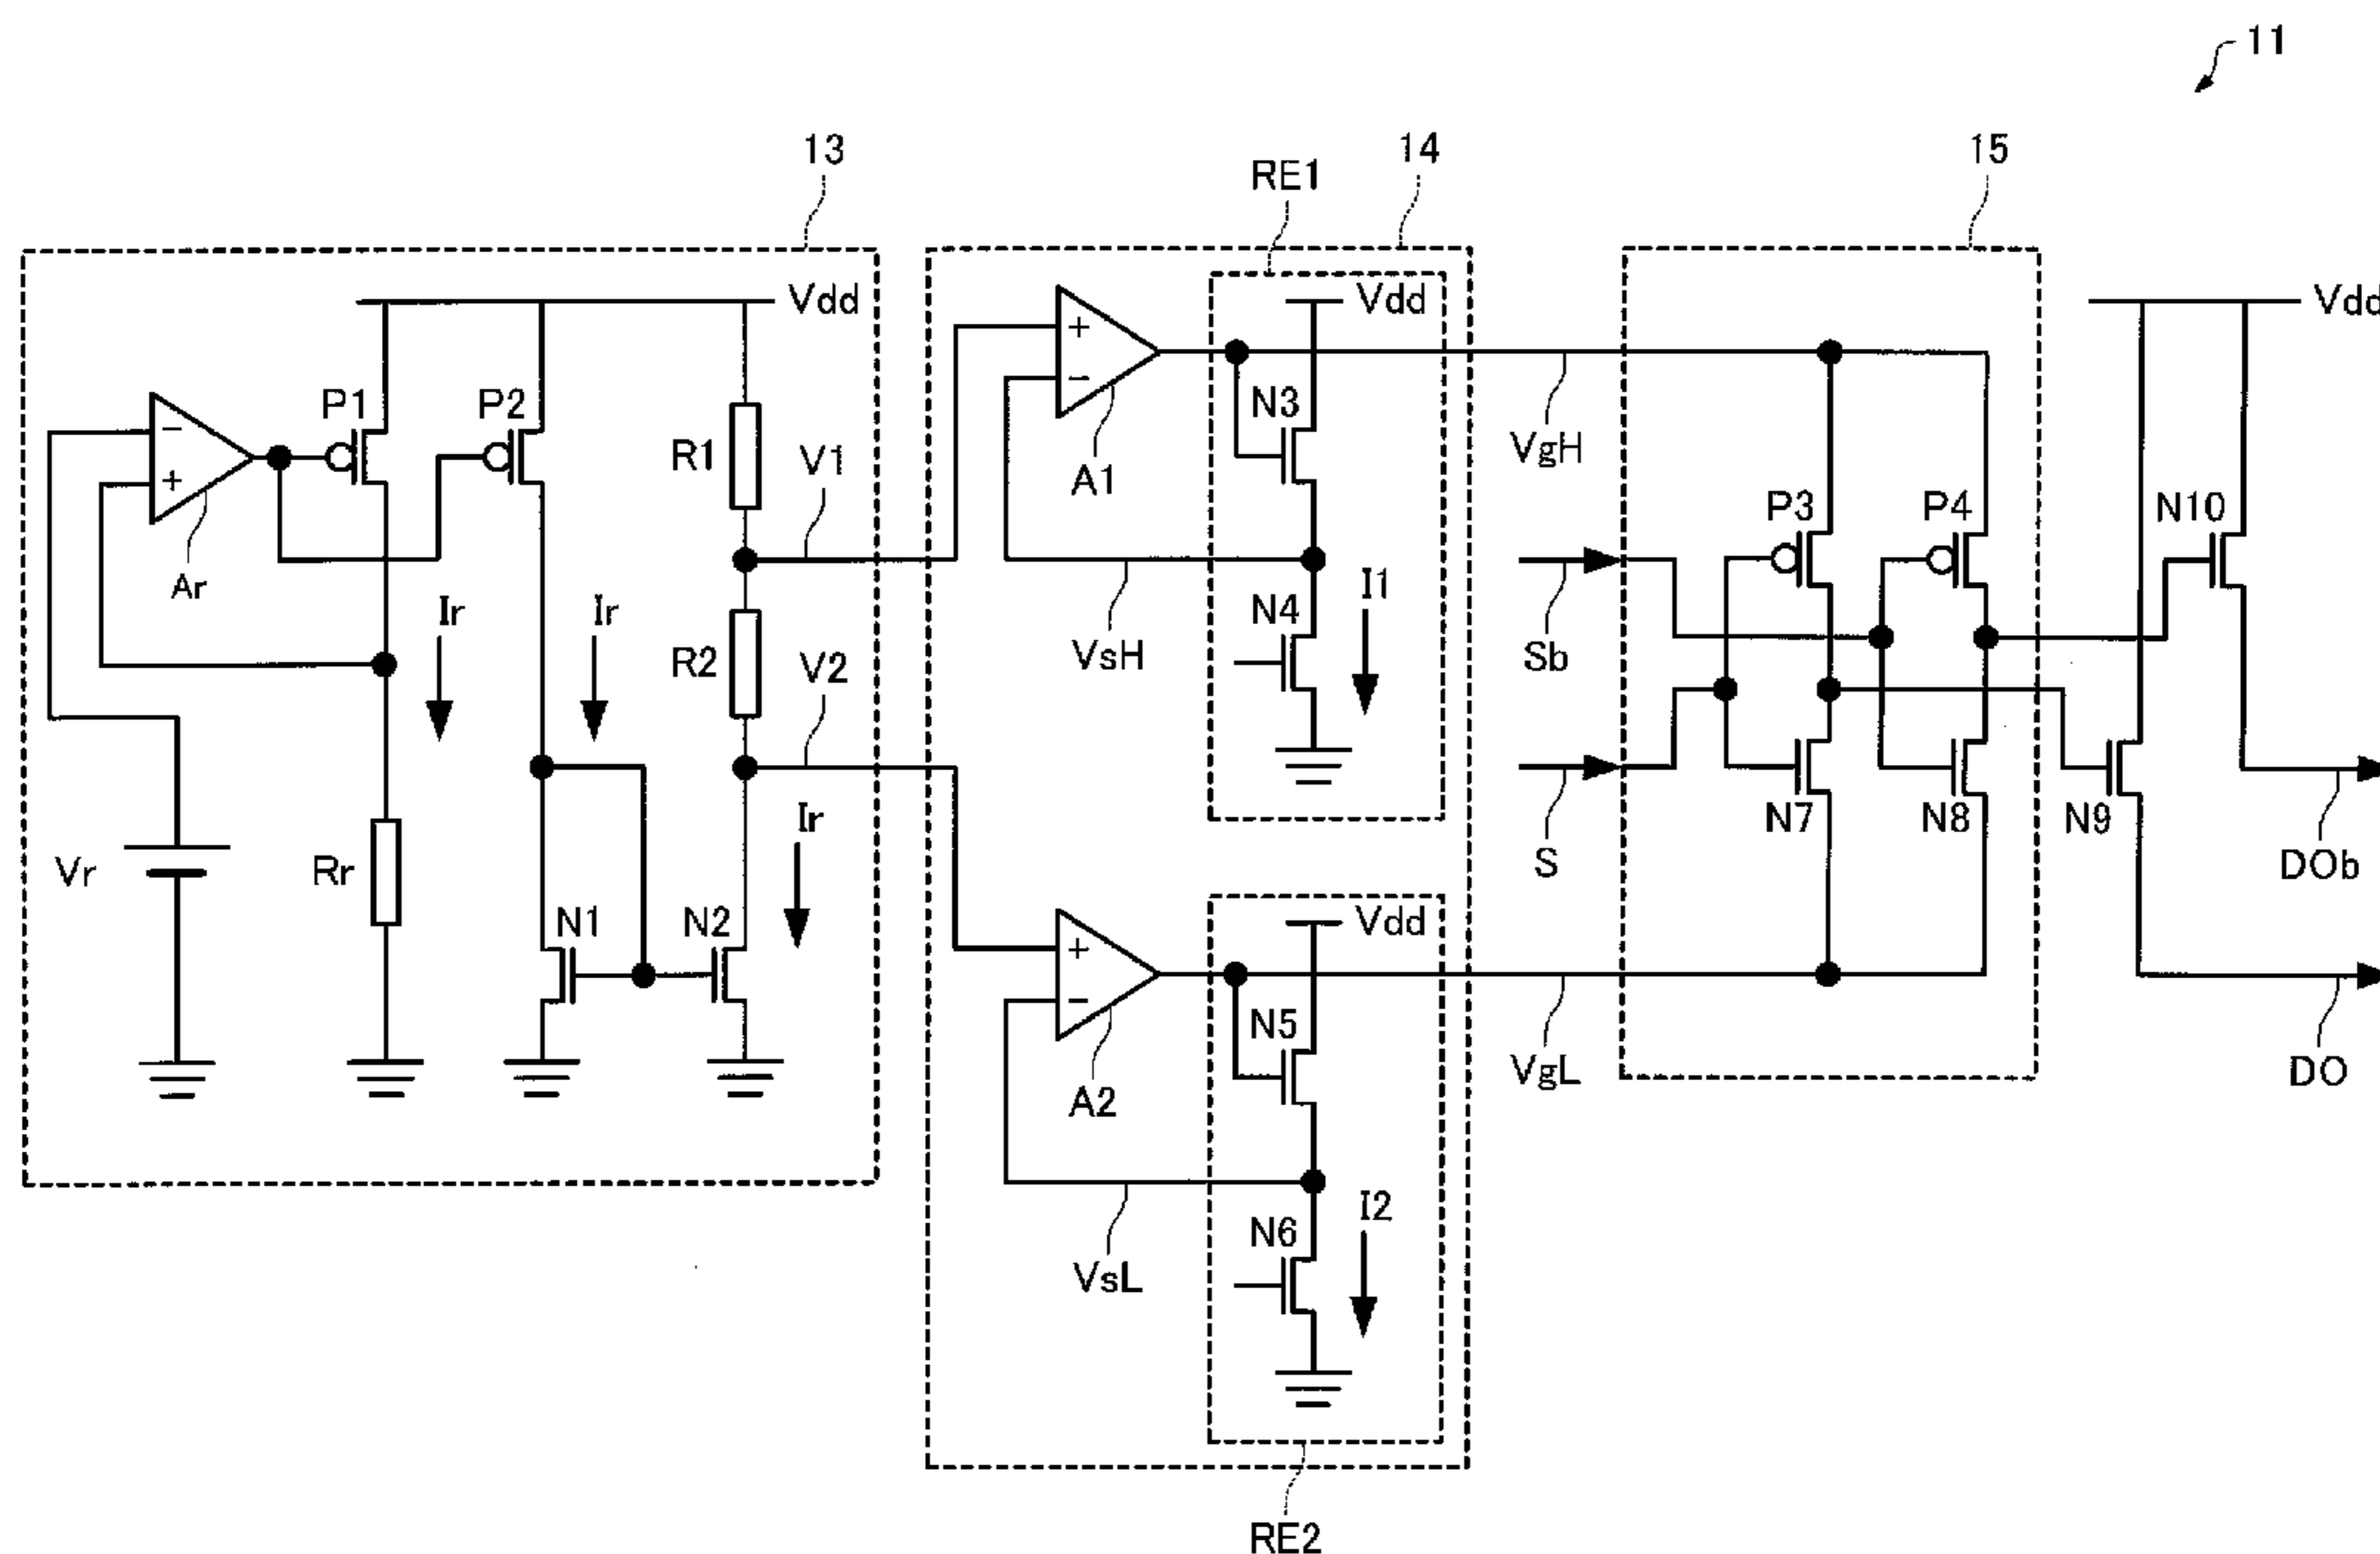 11
13
14
15
RE1
Vdd
Vdd
Vdd
P1
P2
R1
V1
N3
A1
VgH
P3
P4
N10
−
+
+
−
Ar
Ir
Ir
R2
V2
VsH
N4
I1
Sb
S
N7
N8
N9
DOb
DO
Vr
Rr
N1
N2
Ir
+
−
A2
Vdd
N5
VgL
VsL
N6
I2
RE2